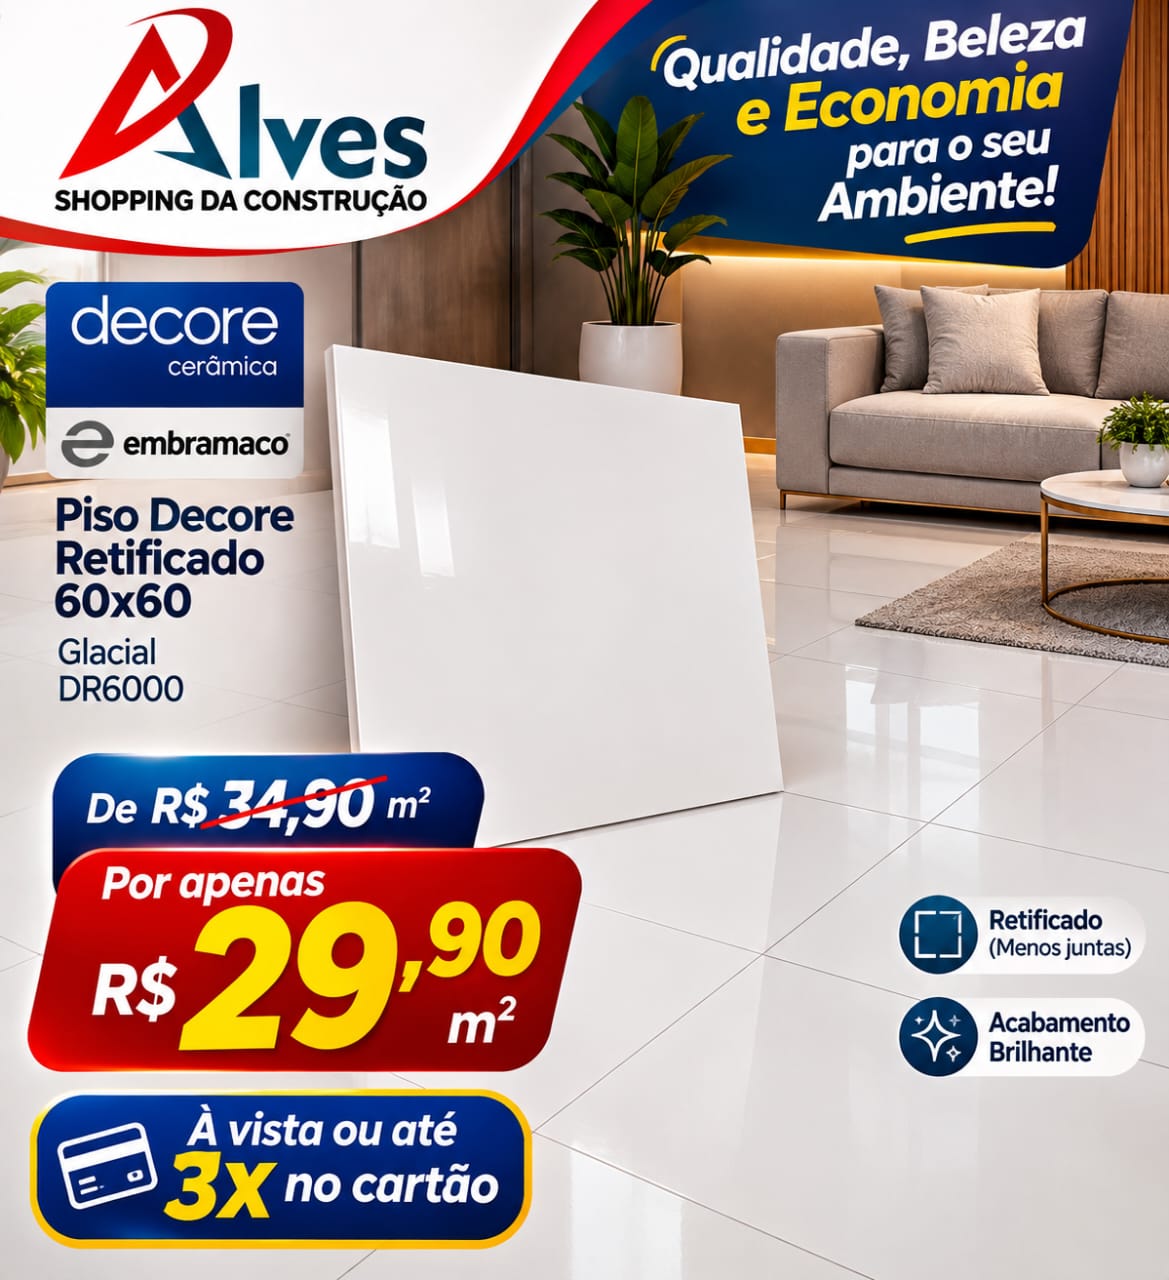 Alves
SHOPPING DA CONSTRUÇÃO
Qualidade, Beleza
e Economia
para o seu
Ambiente!
decore
cerâmica
embramaco
Piso Decore
Retificado
60x60
Glacial
DR6000
De R$ 34,90 m²
Por apenas
R$ 29,90
m²
À vista ou até
3X no cartão
Retificado
(Menos juntas)
Acabamento
Brilhante